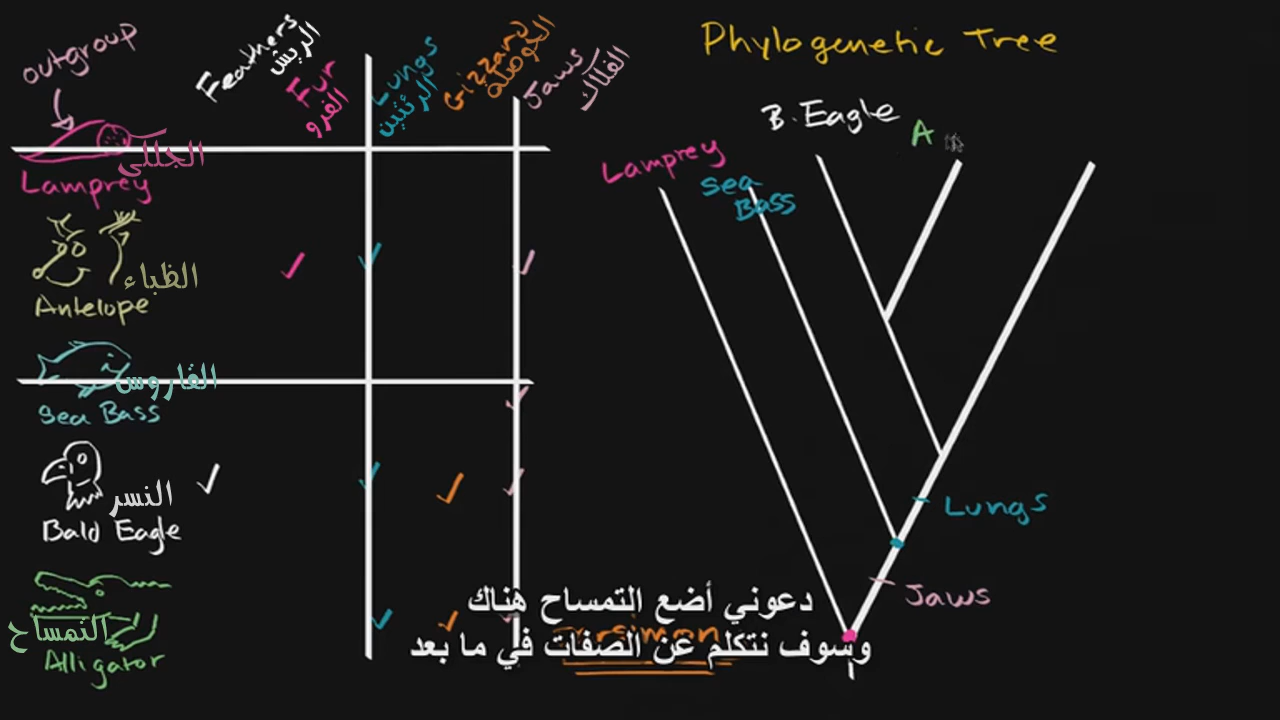 outgroup
Feathers
الريش
Fur
الفرو
Lungs
الرئتين
Gizzard
الحوصلة
Jaws
الفلاك
Phylogenetic Tree
الجللكى
Lamprey
الظباء
Antelope
القاروس
Sea Bass
النسر
Bald Eagle
التمساح
Alligator
Lamprey
Sea
Bass
B. Eagle
A
Lungs
Jaws
دعوني أضع التمساح هناك
وسوف نتكلم عن الصفات في ما بعد